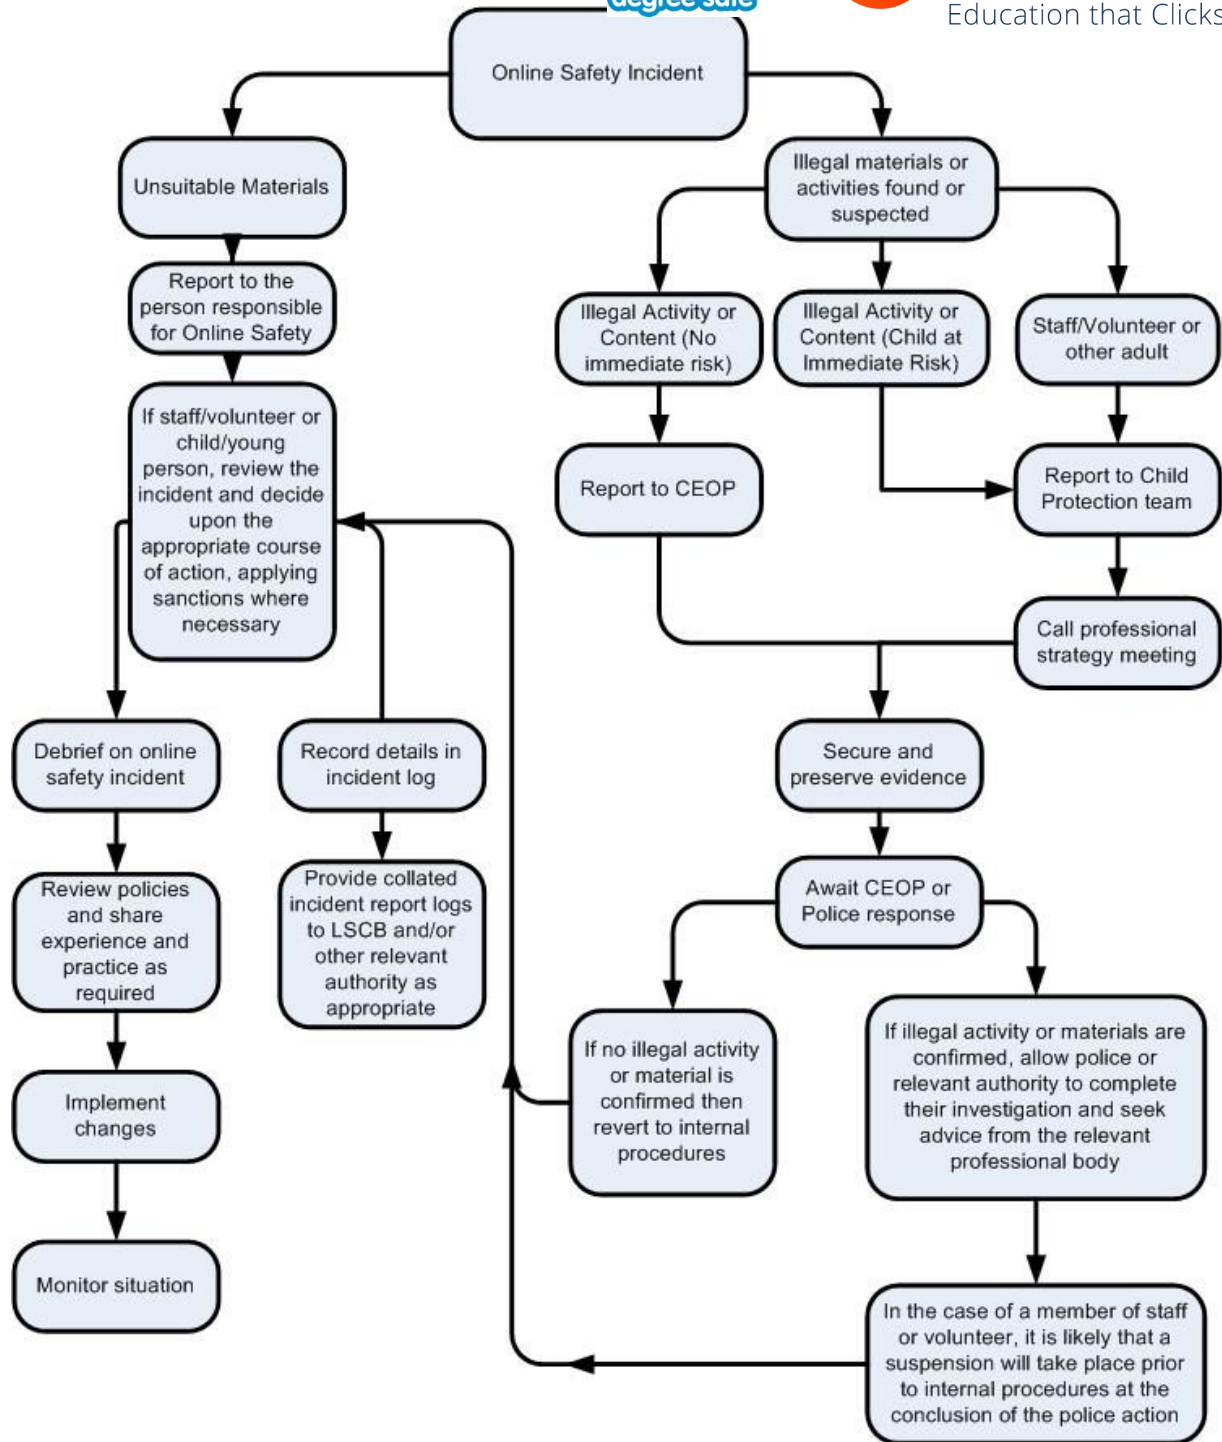 degree safe
Education that Clicks
Online Safety Incident
Unsuitable Materials
Illegal materials or
activities found or
suspected
Report to the
person responsible
for Online Safety
Illegal Activity or
Content (No
immediate risk)
Illegal Activity or
Content (Child at
Immediate Risk)
Staff/Volunteer or
other adult
If staff/volunteer or
child/young
person, review the
incident and decide
upon the
appropriate course
of action, applying
sanctions where
necessary
Report to CEOP
Report to Child
Protection team
Call professional
strategy meeting
Debrief on online
safety incident
Record details in
incident log
Secure and
preserve evidence
Review policies
and share
experience and
practice as
required
Provide collated
incident report logs
to LSCB and/or
other relevant
authority as
appropriate
Await CEOP or
Police response
If no illegal activity
or material is
confirmed then
revert to internal
procedures
If illegal activity or materials are
confirmed, allow police or
relevant authority to complete
their investigation and seek
advice from the relevant
professional body
Implement
changes
Monitor situation
In the case of a member of staff
or volunteer, it is likely that a
suspension will take place prior
to internal procedures at the
conclusion of the police action